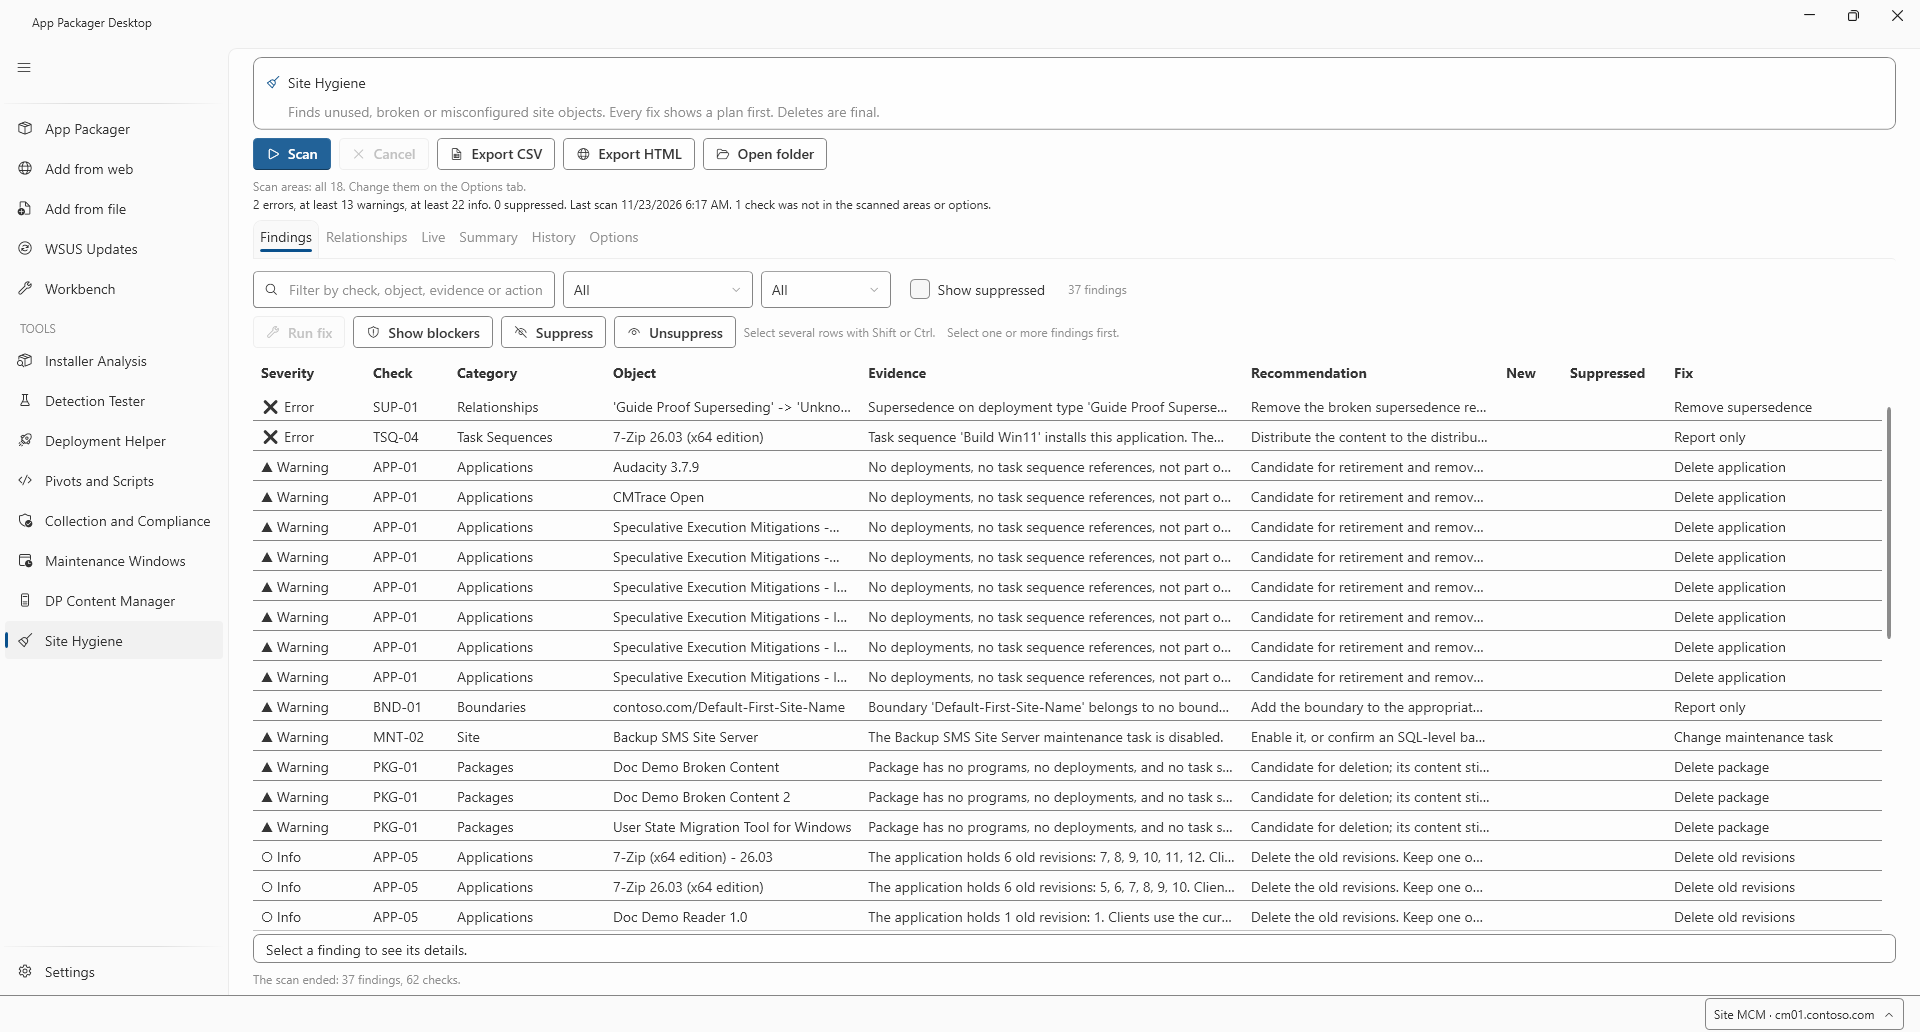 App Packager Desktop
App Packager
Add from web
Add from file
WSUS Updates
Workbench
TOOLS
Installer Analysis
Detection Tester
Deployment Helper
Pivots and Scripts
Collection and Compliance
Maintenance Windows
DP Content Manager
Site Hygiene
Settings
Site Hygiene
Finds unused, broken or misconfigured site objects. Every fix shows a plan first. Deletes are final.
Scan Cancel Export CSV Export HTML Open folder
Scan areas: all 18. Change them on the Options tab.
2 errors, at least 13 warnings, at least 22 info. 0 suppressed. Last scan 11/23/2026 6:17 AM. 1 check was not in the scanned areas or options.
Findings Relationships Live Summary History Options
Filter by check, object, evidence or action All All Show suppressed 37 findings
Run fix Show blockers Suppress Unsuppress Select several rows with Shift or Ctrl. Select one or more findings first.
Severity Check Category Object Evidence Recommendation New Suppressed Fix
Error SUP-01 Relationships 'Guide Proof Superseding' -> 'Unkno... Supersedence on deployment type 'Guide Proof Superse... Remove the broken supersedence re... Remove supersedence
Error TSQ-04 Task Sequences 7-Zip 26.03 (x64 edition) Task sequence 'Build Win11' installs this application. The... Distribute the content to the distribu... Report only
Warning APP-01 Applications Audacity 3.7.9 No deployments, no task sequence references, not part o... Candidate for retirement and remov... Delete application
Warning APP-01 Applications CMTrace Open No deployments, no task sequence references, not part o... Candidate for retirement and remov... Delete application
Warning APP-01 Applications Speculative Execution Mitigations -... No deployments, no task sequence references, not part o... Candidate for retirement and remov... Delete application
Warning APP-01 Applications Speculative Execution Mitigations -... No deployments, no task sequence references, not part o... Candidate for retirement and remov... Delete application
Warning APP-01 Applications Speculative Execution Mitigations - I... No deployments, no task sequence references, not part o... Candidate for retirement and remov... Delete application
Warning APP-01 Applications Speculative Execution Mitigations - I... No deployments, no task sequence references, not part o... Candidate for retirement and remov... Delete application
Warning APP-01 Applications Speculative Execution Mitigations - I... No deployments, no task sequence references, not part o... Candidate for retirement and remov... Delete application
Warning APP-01 Applications Speculative Execution Mitigations - I... No deployments, no task sequence references, not part o... Candidate for retirement and remov... Delete application
Warning BND-01 Boundaries contoso.com/Default-First-Site-Name Boundary 'Default-First-Site-Name' belongs to no bound... Add the boundary to the appropriat... Report only
Warning MNT-02 Site Backup SMS Site Server The Backup SMS Site Server maintenance task is disabled. Enable it, or confirm an SQL-level ba... Change maintenance task
Warning PKG-01 Packages Doc Demo Broken Content Package has no programs, no deployments, and no task s... Candidate for deletion; its content sti... Delete package
Warning PKG-01 Packages Doc Demo Broken Content 2 Package has no programs, no deployments, and no task s... Candidate for deletion; its content sti... Delete package
Warning PKG-01 Packages User State Migration Tool for Windows Package has no programs, no deployments, and no task s... Candidate for deletion; its content sti... Delete package
Info APP-05 Applications 7-Zip (x64 edition) - 26.03 The application holds 6 old revisions: 7, 8, 9, 10, 11, 12. Cli... Delete the old revisions. Keep one o... Delete old revisions
Info APP-05 Applications 7-Zip 26.03 (x64 edition) The application holds 6 old revisions: 5, 6, 7, 8, 9, 10. Clien... Delete the old revisions. Keep one o... Delete old revisions
Info APP-05 Applications Doc Demo Reader 1.0 The application holds 1 old revision: 1. Clients use the cur... Delete the old revisions. Keep one o... Delete old revisions
Select a finding to see its details.
The scan ended: 37 findings, 62 checks.
Site MCM · cm01.contoso.com